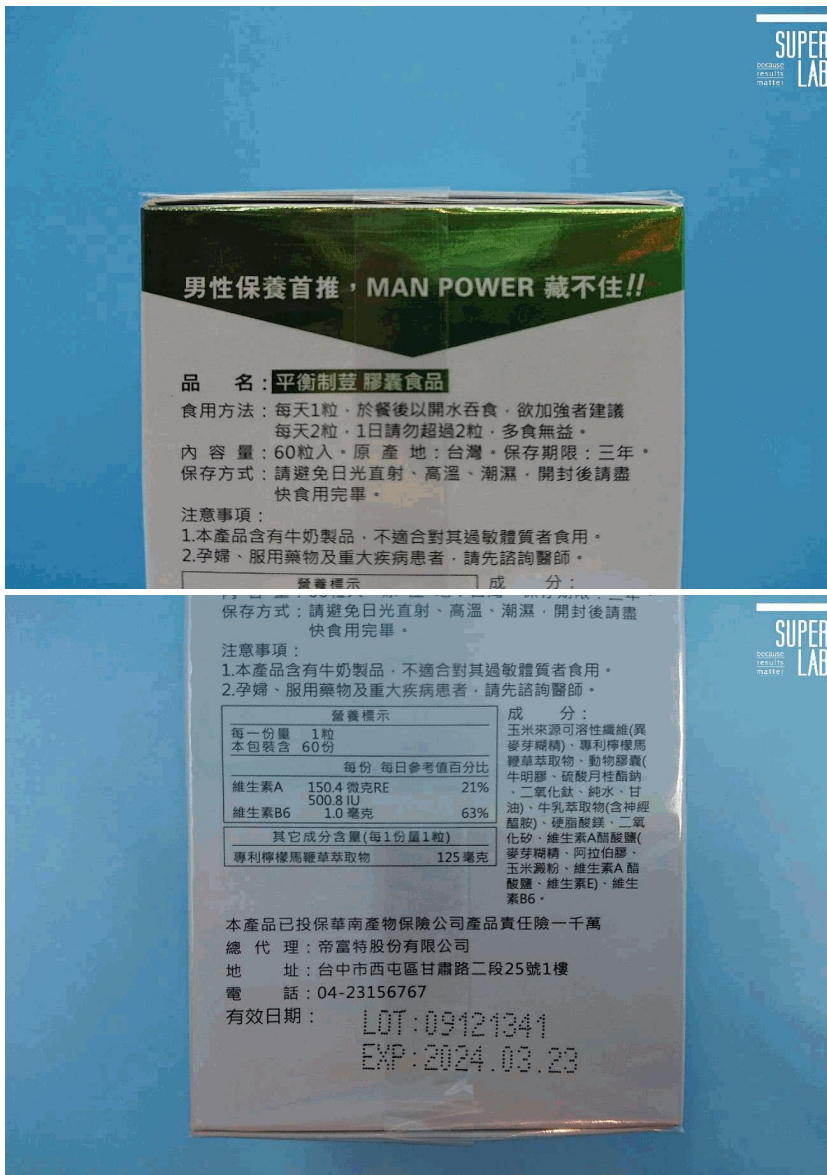 SUPER
LAB
because
results
matter
男性保養首推，MAN POWER 藏不住!!
品 名：平衡制荳 膠囊食品
食用方法：每天1粒，於餐後以開水吞食，欲加強者建議
每天2粒，1日請勿超過2粒，多食無益。
內 容 量：60粒入。原 產 地：台灣。保存期限：三年。
保存方式：請避免日光直射、高溫、潮濕，開封後請盡
快食用完畢。
注意事項：
1.本產品含有牛奶製品，不適合對其過敏體質者食用。
2.孕婦、服用藥物及重大疾病患者，請先諮詢醫師。
營養標示
成 分：
SUPER
LAB
because
results
matter
保存方式：請避免日光直射、高溫、潮濕，開封後請盡
快食用完畢。
注意事項：
1.本產品含有牛奶製品，不適合對其過敏體質者食用。
2.孕婦、服用藥物及重大疾病患者，請先諮詢醫師。
營養標示
每一份量 1粒
本包裝含 60份
每份 每日參考值百分比
維生素A 150.4 微克RE 21%
500.8 IU
維生素B6 1.0 毫克 63%
其它成分含量(每1份量1粒)
專利檸檬馬鞭草萃取物 125毫克
成 分：
玉米來源可溶性纖維(異
麥芽糊精)、專利檸檬馬
鞭草萃取物、動物膠囊(
牛明膠、硫酸月桂酯鈉
、二氧化鈦、純水、甘
油)、牛乳萃取物(含神經
醯胺)、硬脂酸鎂、二氧
化矽、維生素A醋酸鹽(
麥芽糊精、阿拉伯膠、
玉米澱粉、維生素A 醋
酸鹽、維生素E)、維生
素B6。
本產品已投保華南產物保險公司產品責任險一千萬
總 代 理：帝富特股份有限公司
地 址：台中市西屯區甘肅路二段25號1樓
電 話：04-23156767
有效日期：
LOT:09121341
EXP:2024.03.23